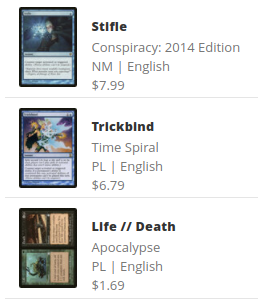 Stifle
Conspiracy: 2014 Edition
NM | English
$7.99
Trickbind
Time Spiral
PL | English
$6.79
Life // Death
Apocalypse
PL | English
$1.69